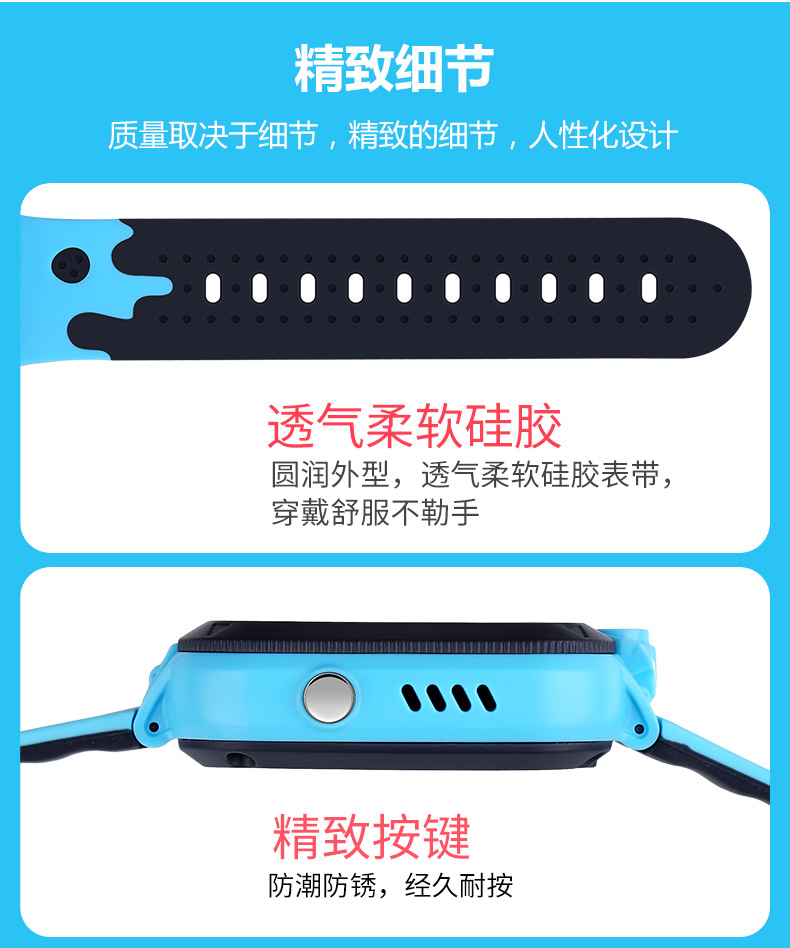 精致细节
质量取决于细节，精致的细节，人性化设计
透气柔软硅胶
圆润外型，透气柔软硅胶表带，
穿戴舒服不勒手
精致按键
防潮防锈，经久耐按